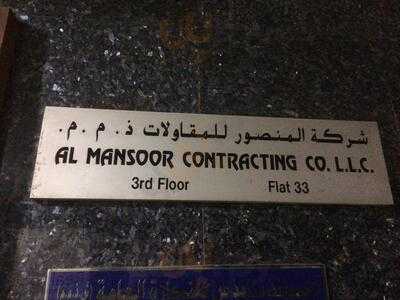 شركة المنصور للمقاولات ذ. م. م.
AL MANSOOR CONTRACTING CO. L.L.C.
3rd Floor Flat 33